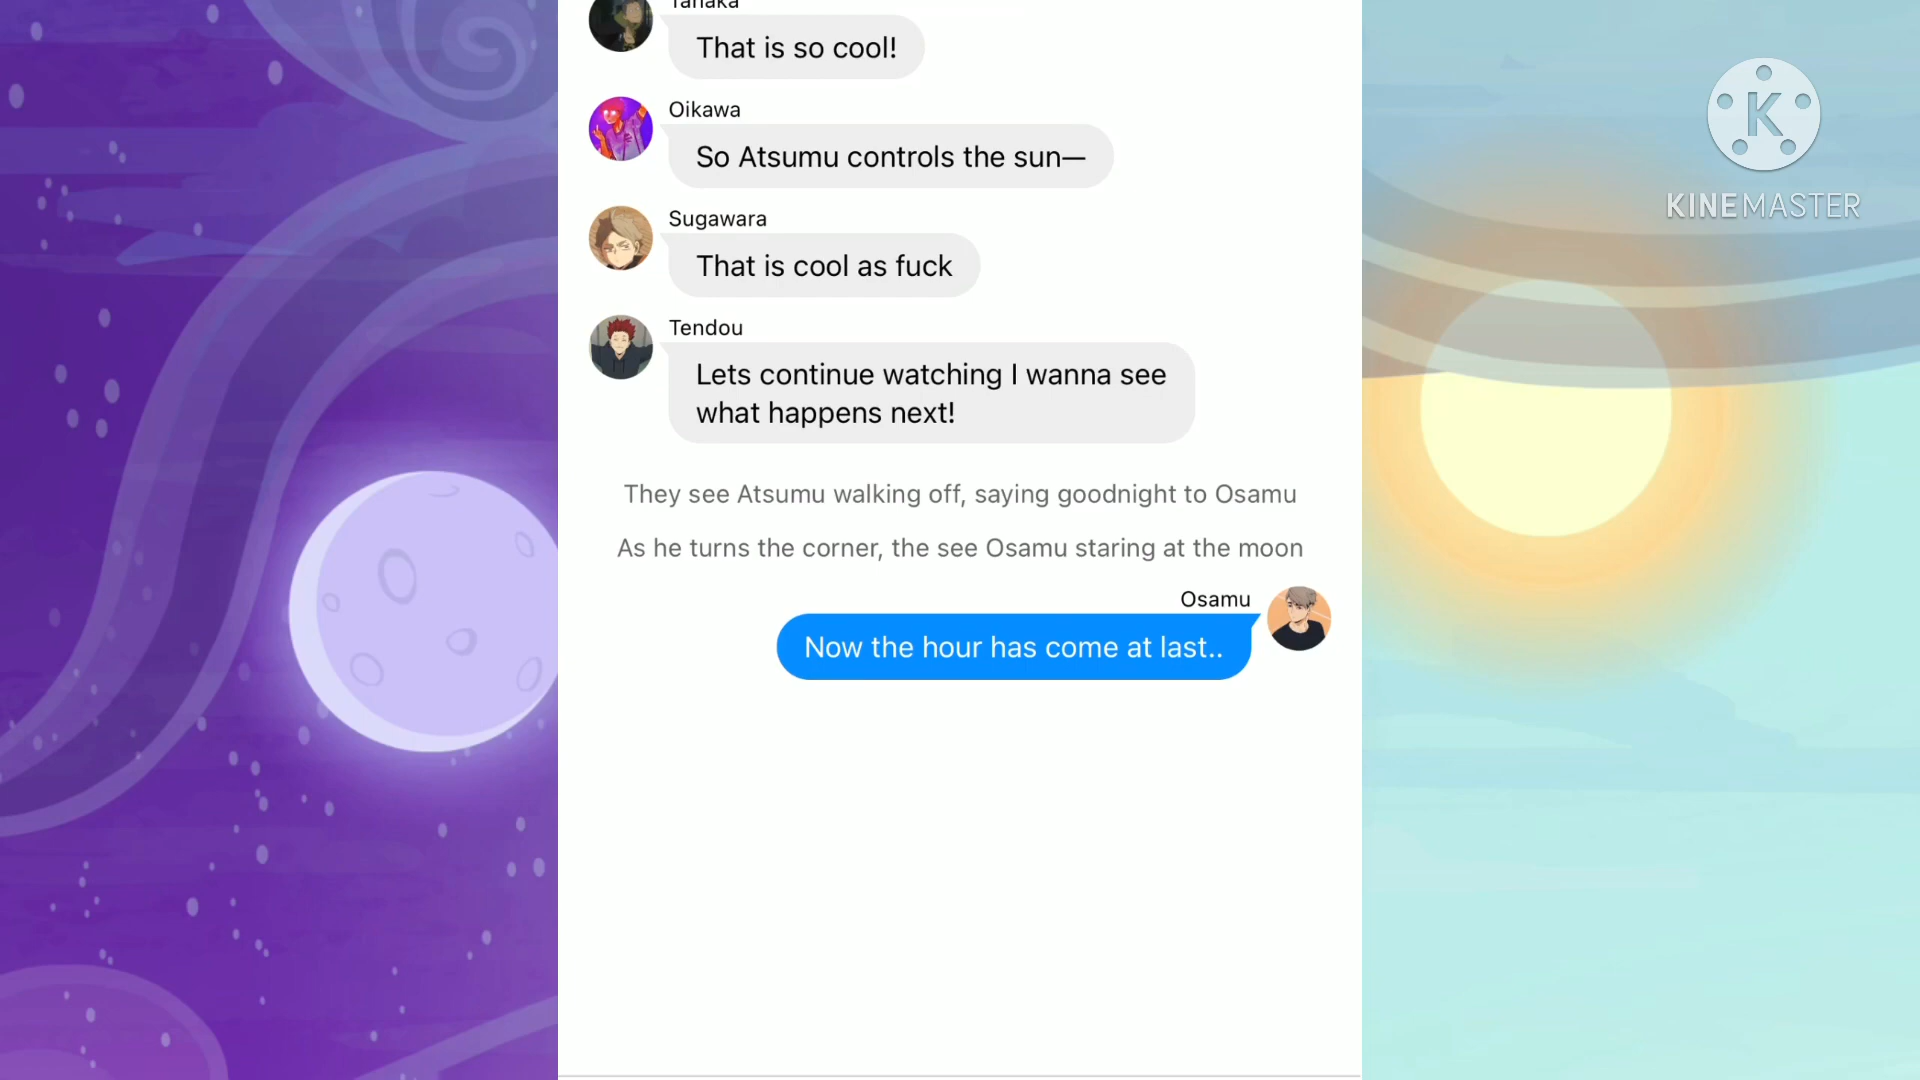 Tanaka
That is so cool!
Oikawa
So Atsumu controls the sun—
Sugawara
That is cool as fuck
Tendou
Lets continue watching I wanna see
what happens next!
They see Atsumu walking off, saying goodnight to Osamu
As he turns the corner, the see Osamu staring at the moon
Osamu
Now the hour has come at last..
K
KINEMASTER